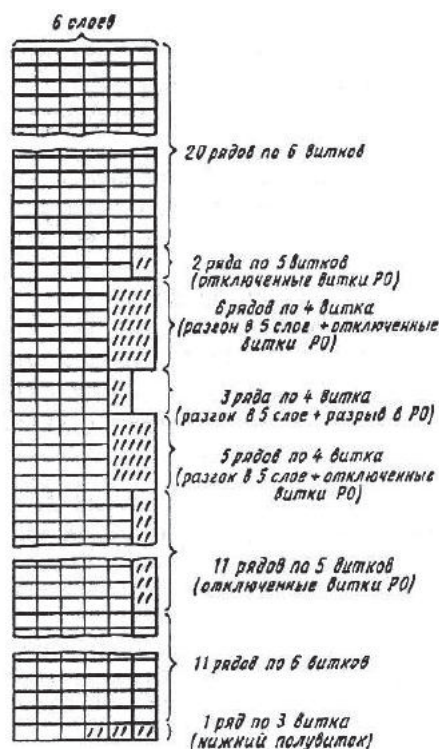 6 слоев
20 рядов по 6 витков
2 ряда по 5 витков
(отключенные витки РО)
6 рядов по 4 витка
(разгон в 5 слое + отключенные
витки РО)
3 ряда по 4 витка
(разгон в 5 слое + разрыв в РО)
5 рядов по 4 витка
(разгон в 5 слое + отключенные
витки РО)
11 рядов по 5 витков
(отключенные витки РО)
11 рядов по 6 витков
1 ряд по 3 витка
(нижний полувиток)